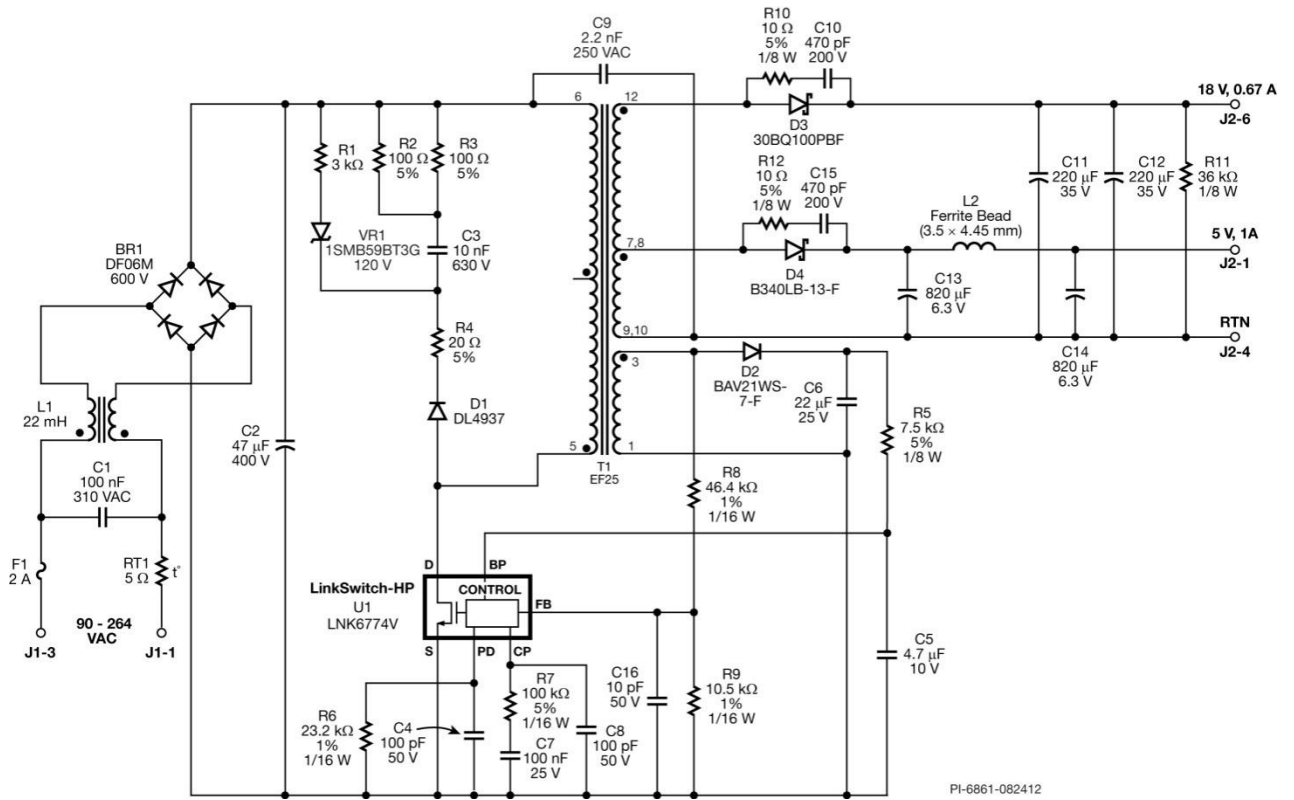 C9
2.2 nF
250 VAC
R10
10 Ω
5%
1/8 W
C10
470 pF
200 V
6
12
D3
30BQ100PBF
18 V, 0.67 A
J2-6
R1
3 kΩ
R2
100 Ω
5%
R3
100 Ω
5%
R12
10 Ω
5%
1/8 W
C15
470 pF
200 V
C11
220 µF
35 V
C12
220 µF
35 V
R11
36 kΩ
1/8 W
VR1
1SMB59BT3G
120 V
C3
10 nF
630 V
7,8
D4
B340LB-13-F
L2
Ferrite Bead
(3.5 × 4.45 mm)
5 V, 1A
J2-1
BR1
DF06M
600 V
C13
820 µF
6.3 V
R4
20 Ω
5%
9,10
RTN
J2-4
C14
820 µF
6.3 V
3
D2
BAV21WS-
7-F
C6
22 µF
25 V
D1
DL4937
L1
22 mH
C2
47 µF
400 V
R5
7.5 kΩ
5%
1/8 W
5
1
T1
EF25
C1
100 nF
310 VAC
R8
46.4 kΩ
1%
1/16 W
F1
2 A
RT1
5 Ω
t°
D
BP
LinkSwitch-HP
U1
LNK6774V
CONTROL
FB
S
PD
CP
90 - 264
VAC
J1-3
J1-1
C5
4.7 µF
10 V
R6
23.2 kΩ
1%
1/16 W
C4
100 pF
50 V
R7
100 kΩ
5%
1/16 W
C7
100 nF
25 V
C8
100 pF
50 V
C16
10 pF
50 V
R9
10.5 kΩ
1%
1/16 W
PI-6861-082412